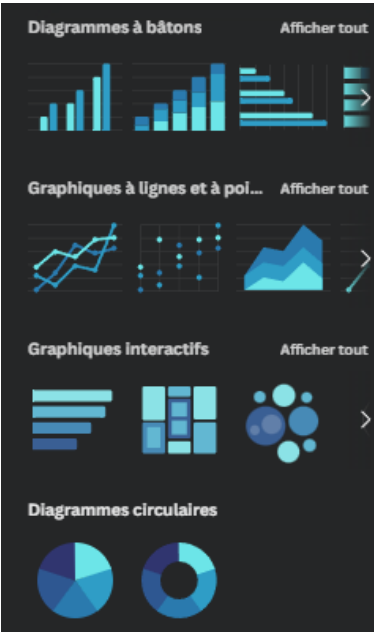 Diagrammes à bâtons
Afficher tout
Graphiques à lignes et à poi...
Afficher tout
Graphiques interactifs
Afficher tout
Diagrammes circulaires